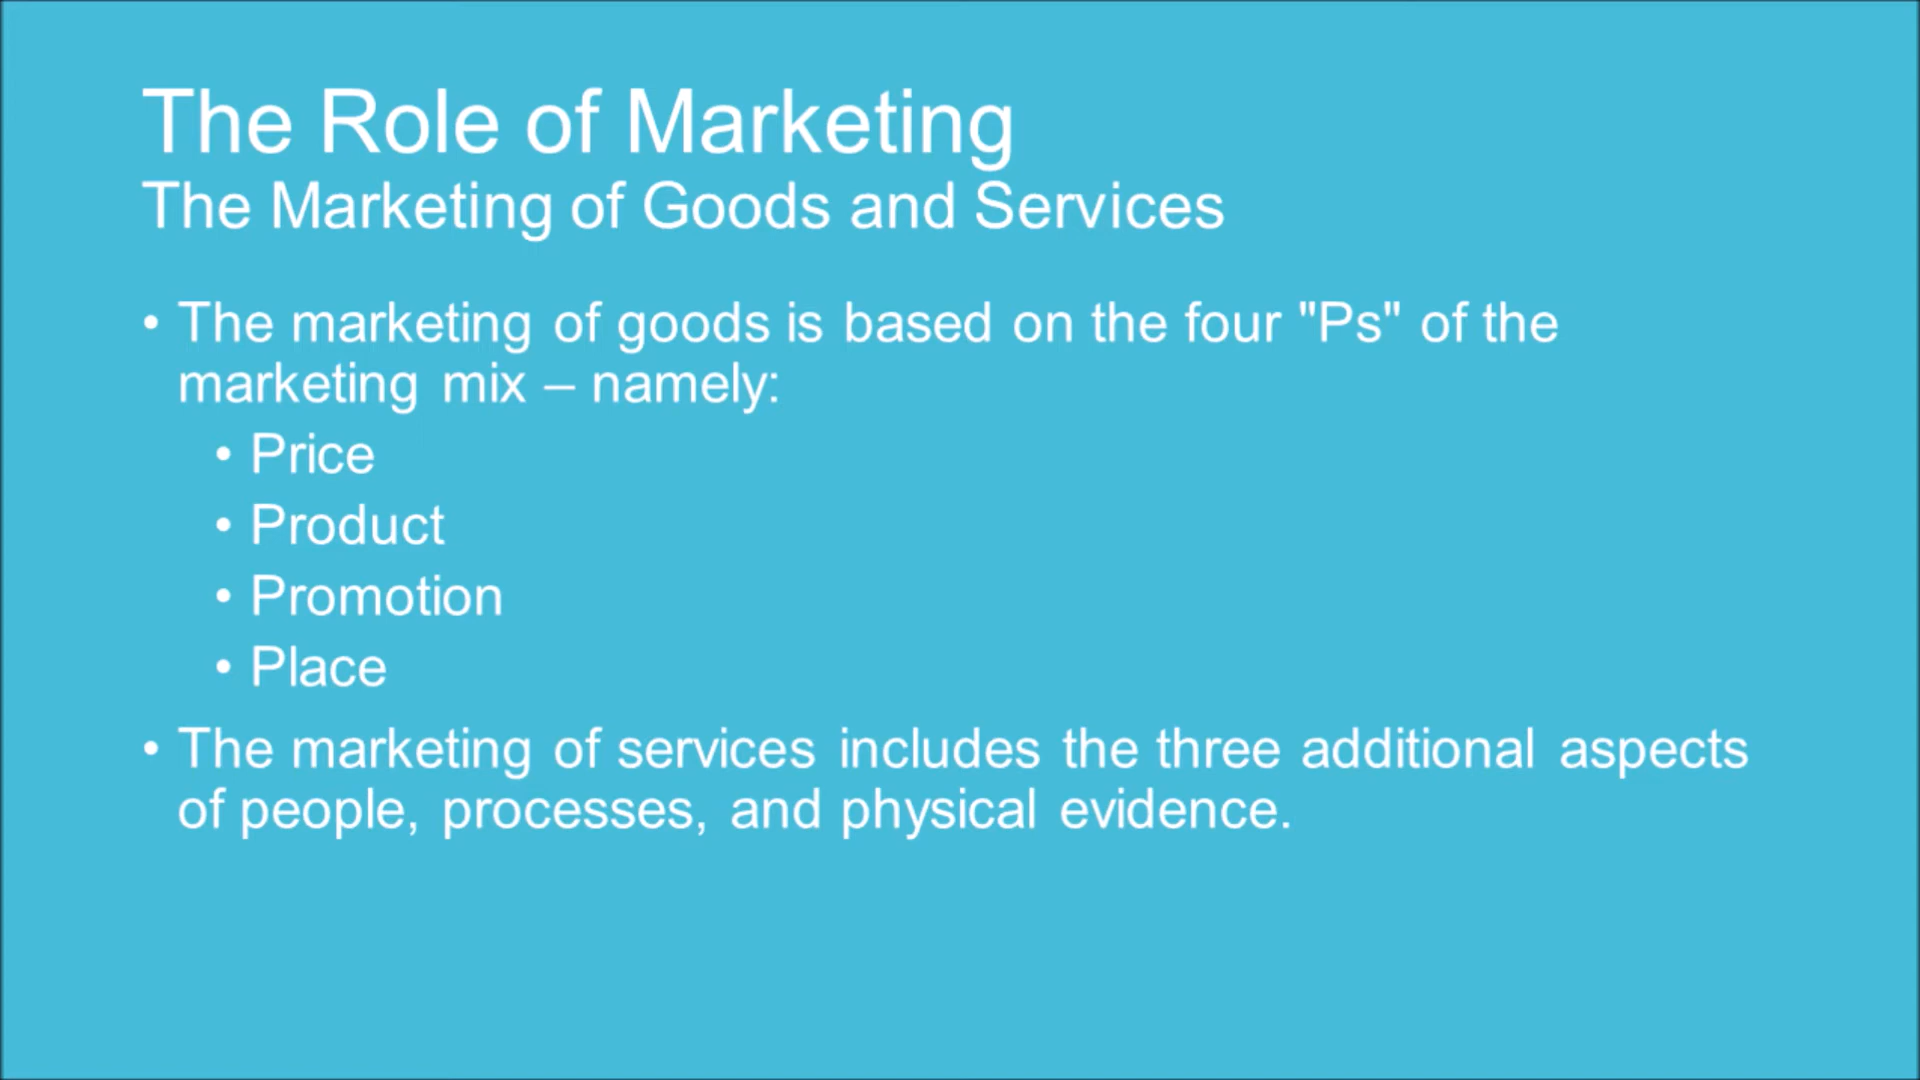 The Role of Marketing
The Marketing of Goods and Services
• The marketing of goods is based on the four "Ps" of the
marketing mix – namely:
• Price
• Product
• Promotion
• Place
• The marketing of services includes the three additional aspects
of people, processes, and physical evidence.